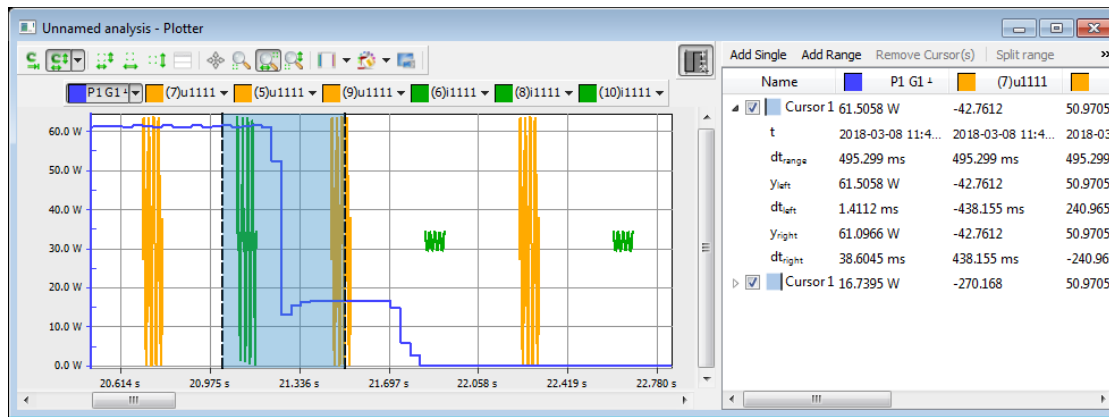 Unnamed analysis - Plotter
P1 G1 (7)u1111 (5)u1111 (9)u1111 (6)i1111 (8)i1111 (10)i1111
60.0 W
50.0 W
40.0 W
30.0 W
20.0 W
10.0 W
0.0 W
20.614 s 20.975 s 21.336 s 21.697 s 22.058 s 22.419 s 22.780 s
Add Single Add Range Remove Cursor(s) Split range »
Name P1 G1 (7)u1111
Cursor 1 61.5058 W -42.7612 50.9705
t 2018-03-08 11:4... 2018-03-08 11:4... 2018-03
dtrange 495.299 ms 495.299 ms 495.299
yleft 61.5058 W -42.7612 50.9705
dtleft 1.4112 ms -438.155 ms 240.965
yright 61.0966 W -42.7612 50.9705
dtright 38.6045 ms 438.155 ms -240.96
Cursor 1 16.7395 W -270.168 50.9705